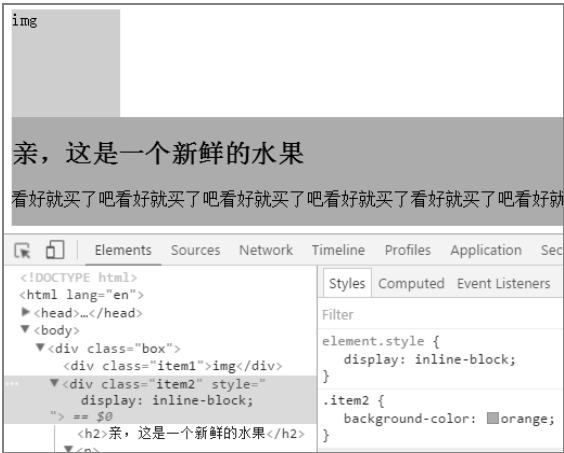 img
亲，这是一个新鲜的水果
看好就买了吧看好就买了吧看好就买了吧看好就买了看好就买了吧看好就
Elements Sources Network Timeline Profiles Application Sec
<!DOCTYPE html>
<html lang="en">
▶<head>…</head>
▼<body>
▼<div class="box">
<div class="item1">img</div>
▼<div class="item2" style="
display: inline-block;
"> == $0
<h2>亲，这是一个新鲜的水果</h2>
▼<p>
Styles Computed Event Listeners
Filter
element.style {
display: inline-block;
}
.item2 {
background-color: orange;
}